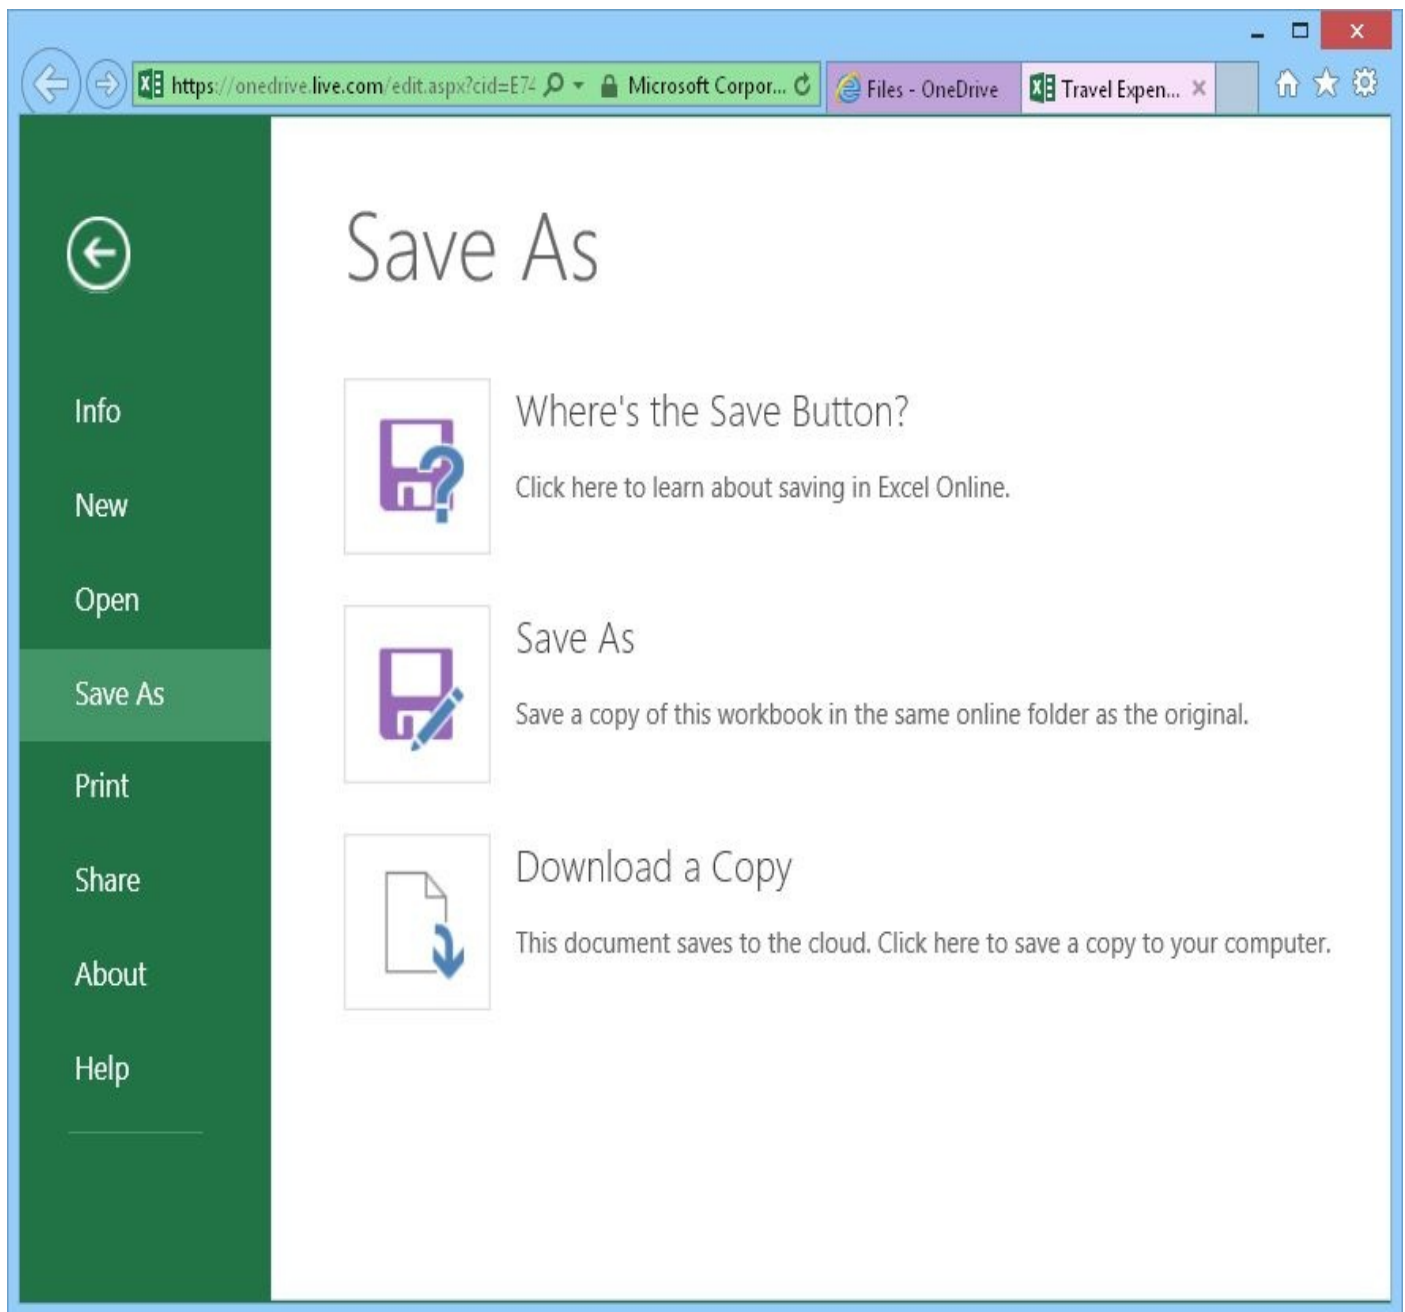 https://onedrive.live.com/edit.aspx?cid=E74 Microsoft Corpor... Files - OneDrive Travel Expen...
Save As
Info
New
Open
Save As
Print
Share
About
Help
Where's the Save Button?
Click here to learn about saving in Excel Online.
Save As
Save a copy of this workbook in the same online folder as the original.
Download a Copy
This document saves to the cloud. Click here to save a copy to your computer.